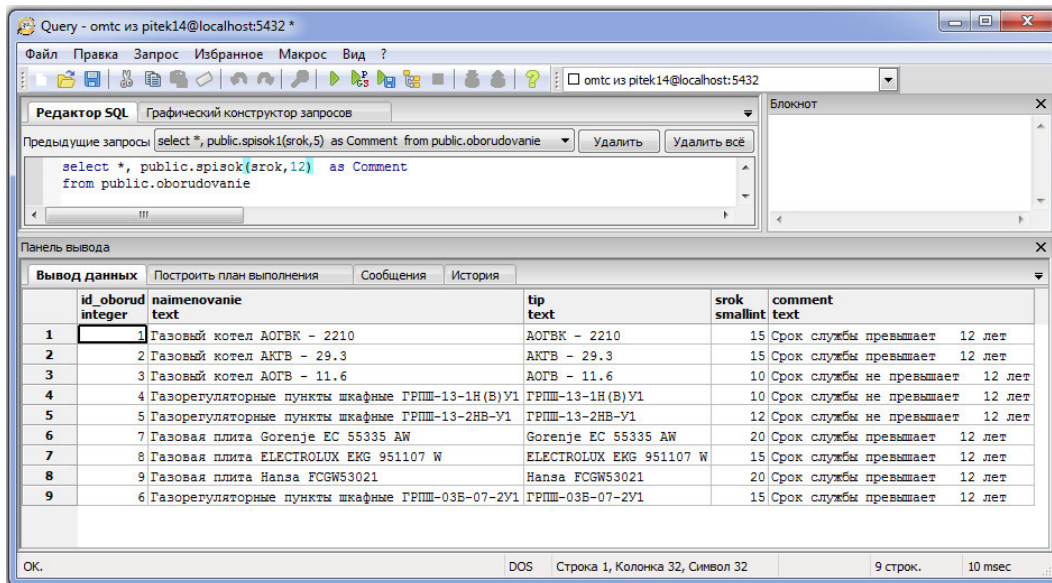 Query - omtc из pitek14@localhost:5432 *
Файл Правка Запрос Избранное Макрос Вид ?
omtc из pitek14@localhost:5432
Редактор SQL Графический конструктор запросов
Блокнот
Предыдущие запросы select *, public.spisok1(srok,5) as Comment from public.oborudovanie Удалить Удалить всё
select *, public.spisok(srok,12) as Comment
from public.oborudovanie
Панель вывода
Вывод данных Построить план выполнения Сообщения История
id_oborud naimenovanie tip srok comment
integer text text smallint text
1 1 Газовый котел АОГВК - 2210 АОГВК - 2210 15 Срок службы превышает 12 лет
2 2 Газовый котел АКГВ - 29.3 АКГВ - 29.3 15 Срок службы превышает 12 лет
3 3 Газовый котел АОГВ - 11.6 АОГВ - 11.6 10 Срок службы не превышает 12 лет
4 4 Газорегуляторные пункты шкафные ГРПШ-13-1Н(В)У1 ГРПШ-13-1Н(В)У1 10 Срок службы не превышает 12 лет
5 5 Газорегуляторные пункты шкафные ГРПШ-13-2НВ-У1 ГРПШ-13-2НВ-У1 12 Срок службы не превышает 12 лет
6 7 Газовая плита Gorenje EC 55335 AW Gorenje EC 55335 AW 20 Срок службы превышает 12 лет
7 8 Газовая плита ELECTROLUX EKG 951107 W ELECTROLUX EKG 951107 W 15 Срок службы превышает 12 лет
8 9 Газовая плита Hansa FCGW53021 Hansa FCGW53021 20 Срок службы превышает 12 лет
9 6 Газорегуляторные пункты шкафные ГРПШ-03Б-07-2У1 ГРПШ-03Б-07-2У1 15 Срок службы превышает 12 лет
OK. DOS Строка 1, Колонка 32, Символ 32 9 строк. 10 msec